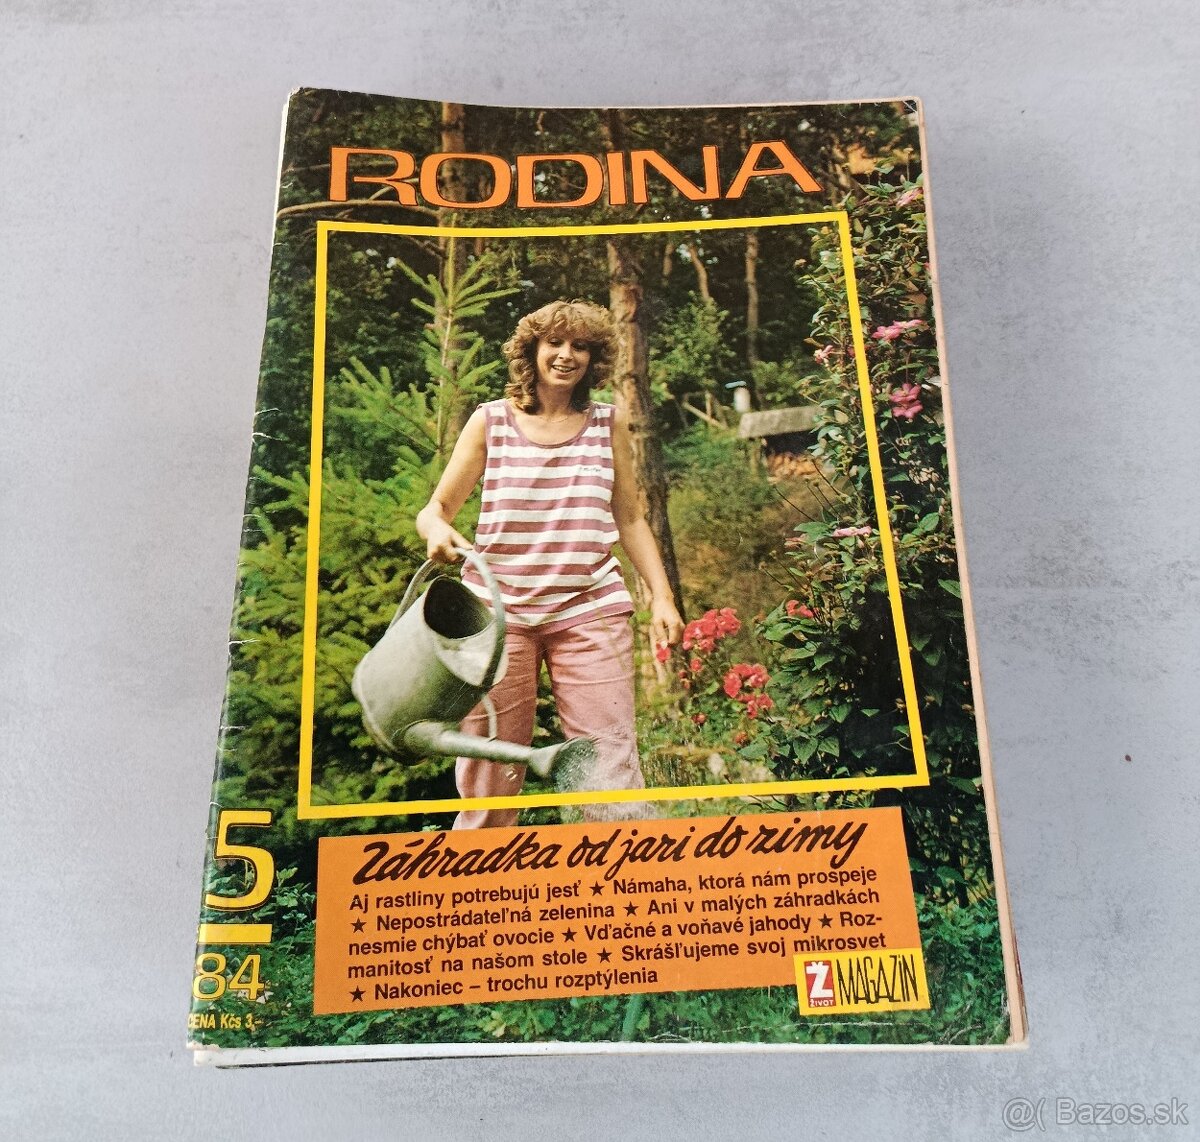 RODINA
5
84
CENA Kčs 3,–
Záhradka od jari do zimy
Aj rastliny potrebujú jesť ★ Námaha, ktorá nám prospeje
★ Nepostrádateľná zelenina ★ Ani v malých záhradkách
nesmie chýbať ovocie ★ Vďačné a voňavé jahody ★ Roz-
manitosť na našom stole ★ Skrášľujeme svoj mikrosvet
★ Nakoniec – trochu rozptýlenia
Ž
ŽIVOT
MAGAZÍN
@( Bazos.sk